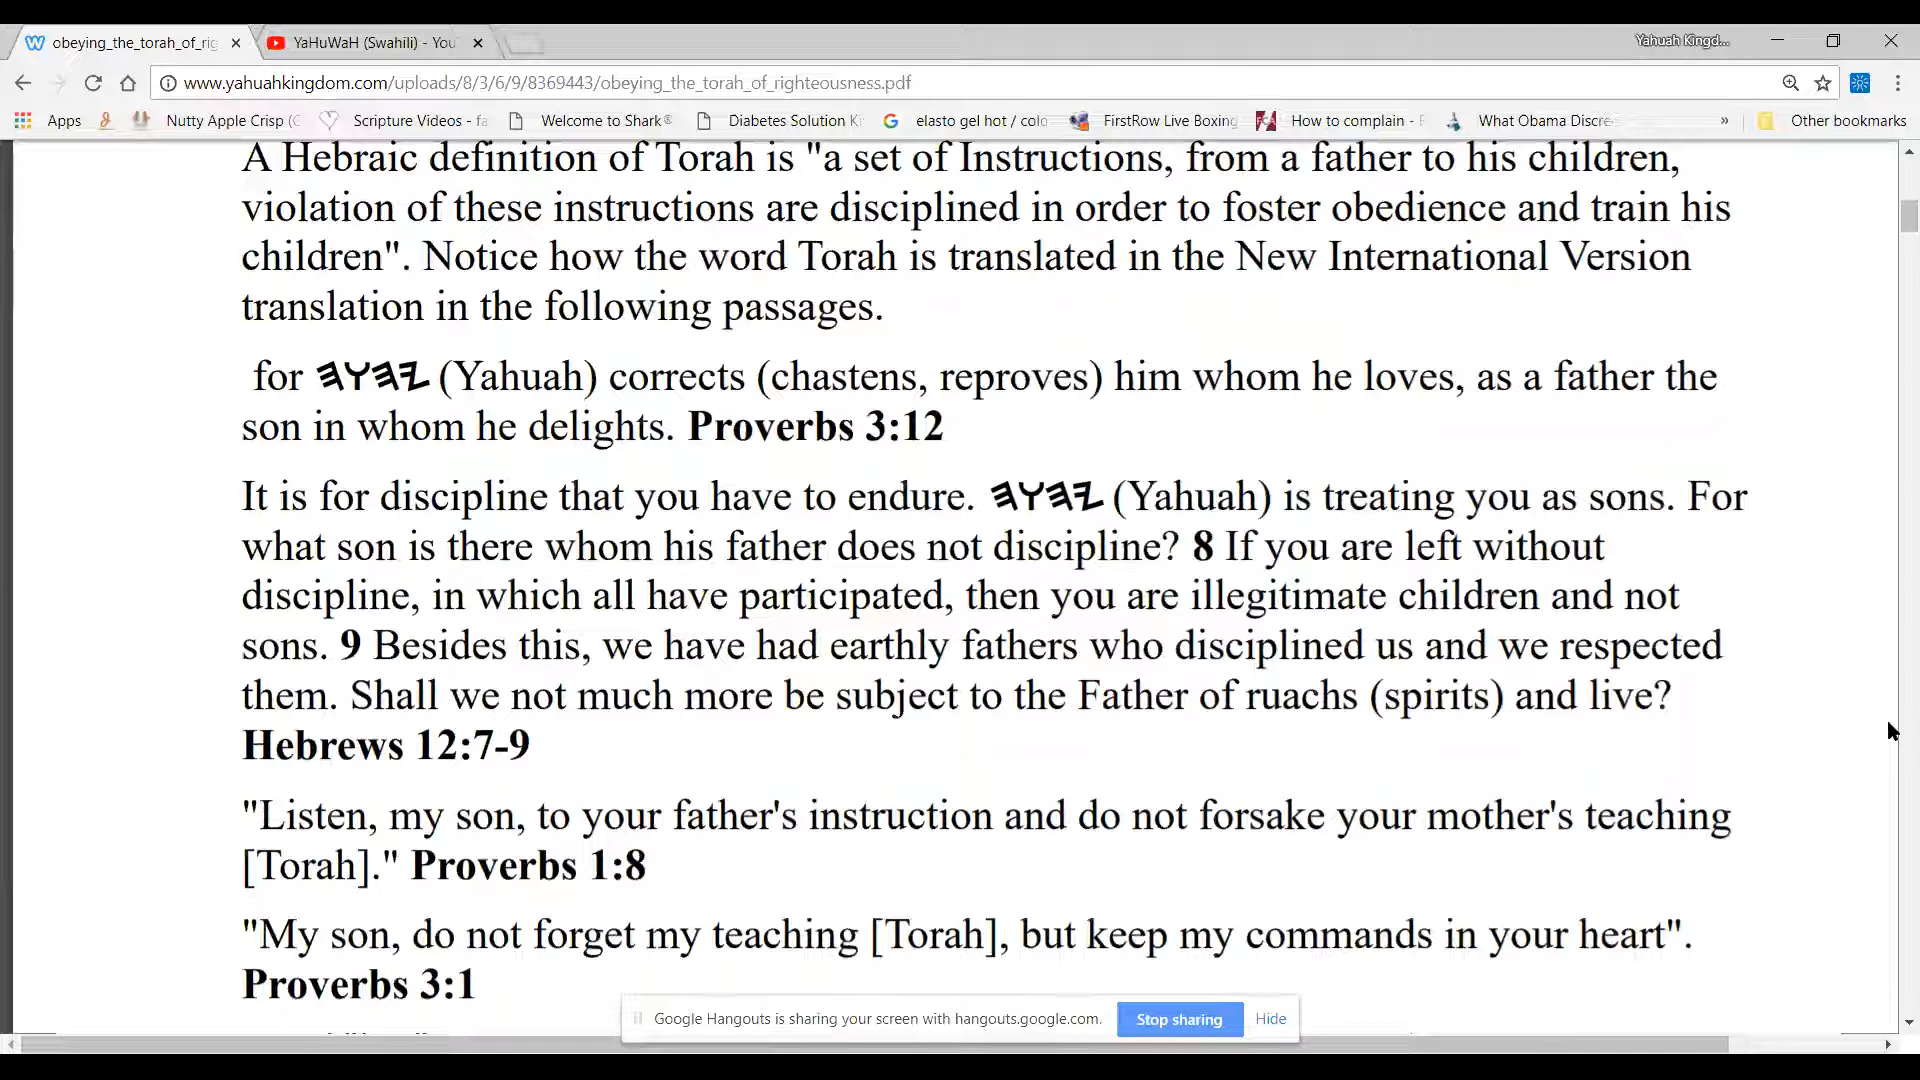 obeying_the_torah_of_rig
YaHuWaH (Swahili) - You
Yahuah Kingd...
www.yahuahkingdom.com/uploads/8/3/6/9/8369443/obeying_the_torah_of_righteousness.pdf
Apps Nutty Apple Crisp (C Scripture Videos - fa Welcome to Shark® Diabetes Solution Ki elasto gel hot / cold FirstRow Live Boxing How to complain - F What Obama Discre » Other bookmarks
A Hebraic definition of Torah is "a set of Instructions, from a father to his children,
violation of these instructions are disciplined in order to foster obedience and train his
children". Notice how the word Torah is translated in the New International Version
translation in the following passages.
for 𐤄𐤅𐤄𐤉 (Yahuah) corrects (chastens, reproves) him whom he loves, as a father the
son in whom he delights. Proverbs 3:12
It is for discipline that you have to endure. 𐤄𐤅𐤄𐤉 (Yahuah) is treating you as sons. For
what son is there whom his father does not discipline? 8 If you are left without
discipline, in which all have participated, then you are illegitimate children and not
sons. 9 Besides this, we have had earthly fathers who disciplined us and we respected
them. Shall we not much more be subject to the Father of ruachs (spirits) and live?
Hebrews 12:7-9
"Listen, my son, to your father's instruction and do not forsake your mother's teaching
[Torah]." Proverbs 1:8
"My son, do not forget my teaching [Torah], but keep my commands in your heart".
Proverbs 3:1
Google Hangouts is sharing your screen with hangouts.google.com. Stop sharing Hide